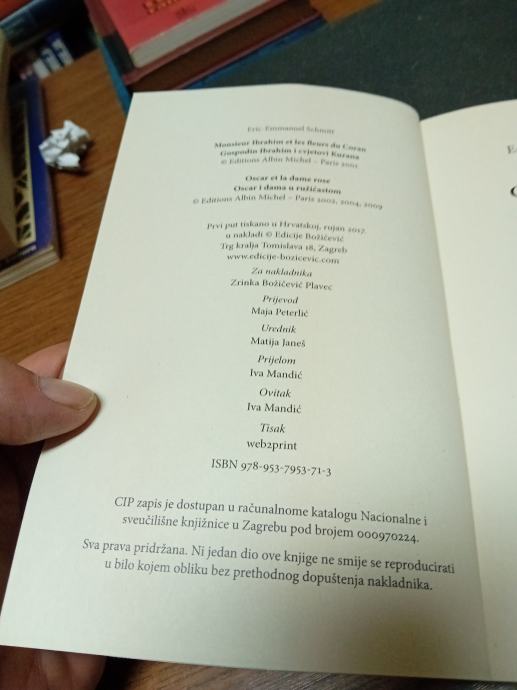 Eric-Emmanuel Schmitt
Monsieur Ibrahim et les fleurs du Coran
Gospodin Ibrahim i cvjetovi Kurana
© Editions Albin Michel – Paris 2001
Oscar et la dame rose
Oscar i dama u ružičastom
© Editions Albin Michel – Paris 2002, 2004, 2009
Prvi put tiskano u Hrvatskoj, rujan 2017.
u nakladi © Edicije Božičević
Trg kralja Tomislava 18, Zagreb
www.edicije-bozicevic.com
Za nakladnika
Zrinka Božičević Plavec
Prijevod
Maja Peterlić
Urednik
Matija Janeš
Prijelom
Iva Mandić
Ovitak
Iva Mandić
Tisak
web2print
ISBN 978-953-7953-71-3
CIP zapis je dostupan u računalnome katalogu Nacionalne i
sveučilišne knjižnice u Zagrebu pod brojem 000970224.
Sva prava pridržana. Ni jedan dio ove knjige ne smije se reproducirati
u bilo kojem obliku bez prethodnog dopuštenja nakladnika.